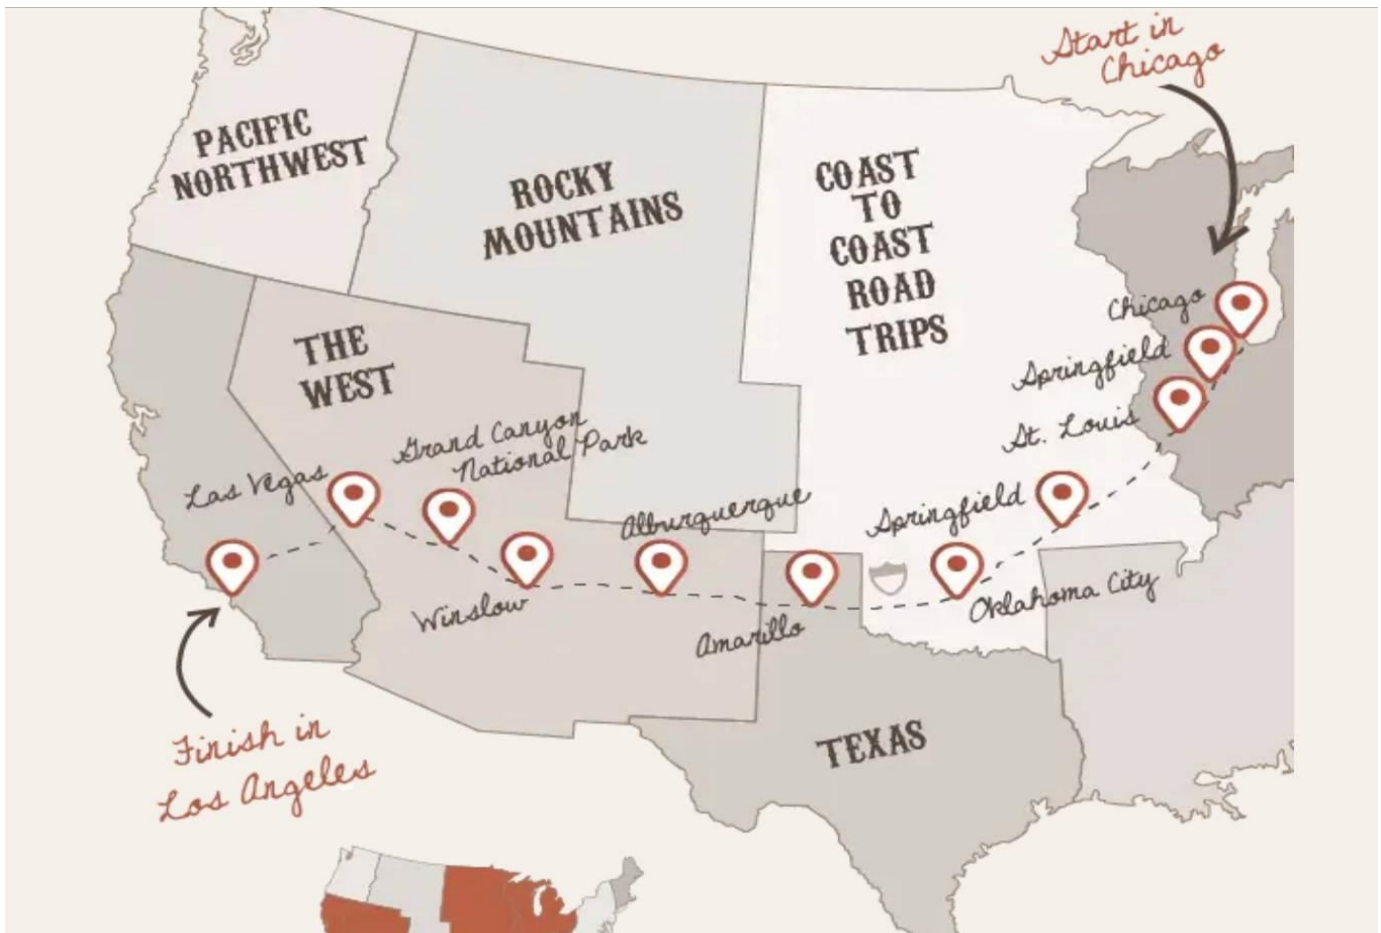 Start in
Chicago
PACIFIC
NORTHWEST
ROCKY
MOUNTAINS
COAST
TO
COAST
ROAD
TRIPS
Chicago
Springfield
St. Louis
THE
WEST
Grand Canyon
National Park
Las Vegas
Alburquerque
Springfield
Winslow
Amarillo
Oklahoma City
TEXAS
Finish in
Los Angeles